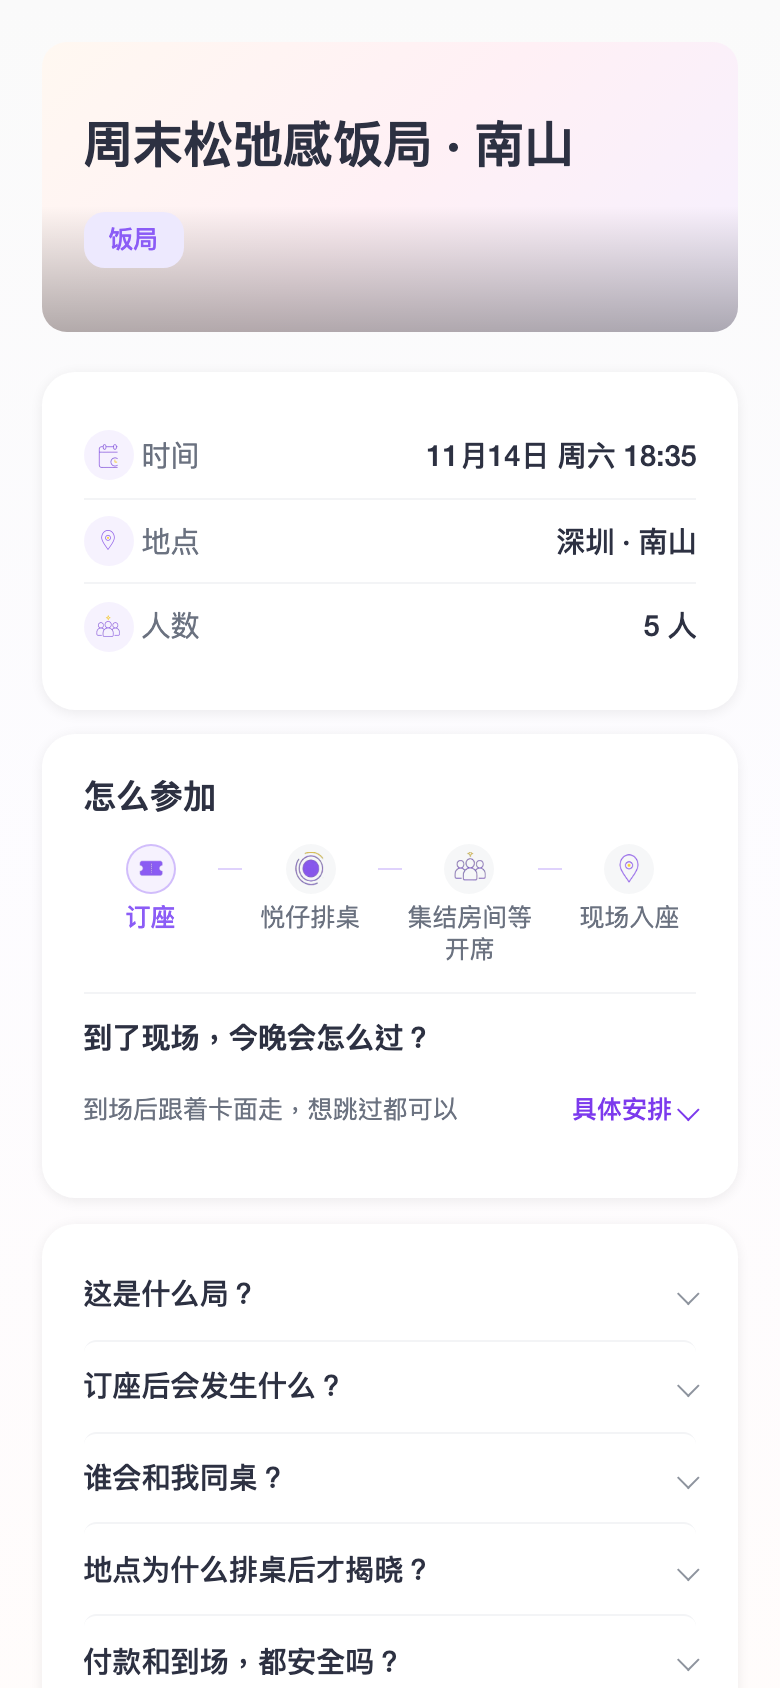 周末松弛感饭局 · 南山
饭局
时间
11月14日 周六 18:35
地点
深圳 · 南山
人数
5 人
怎么参加
订座
悦仔排桌
集结房间等
开席
现场入座
到了现场，今晚会怎么过？
到场后跟着卡面走，想跳过都可以
具体安排
这是什么局？
订座后会发生什么？
谁会和我同桌？
地点为什么排桌后才揭晓？
付款和到场，都安全吗？